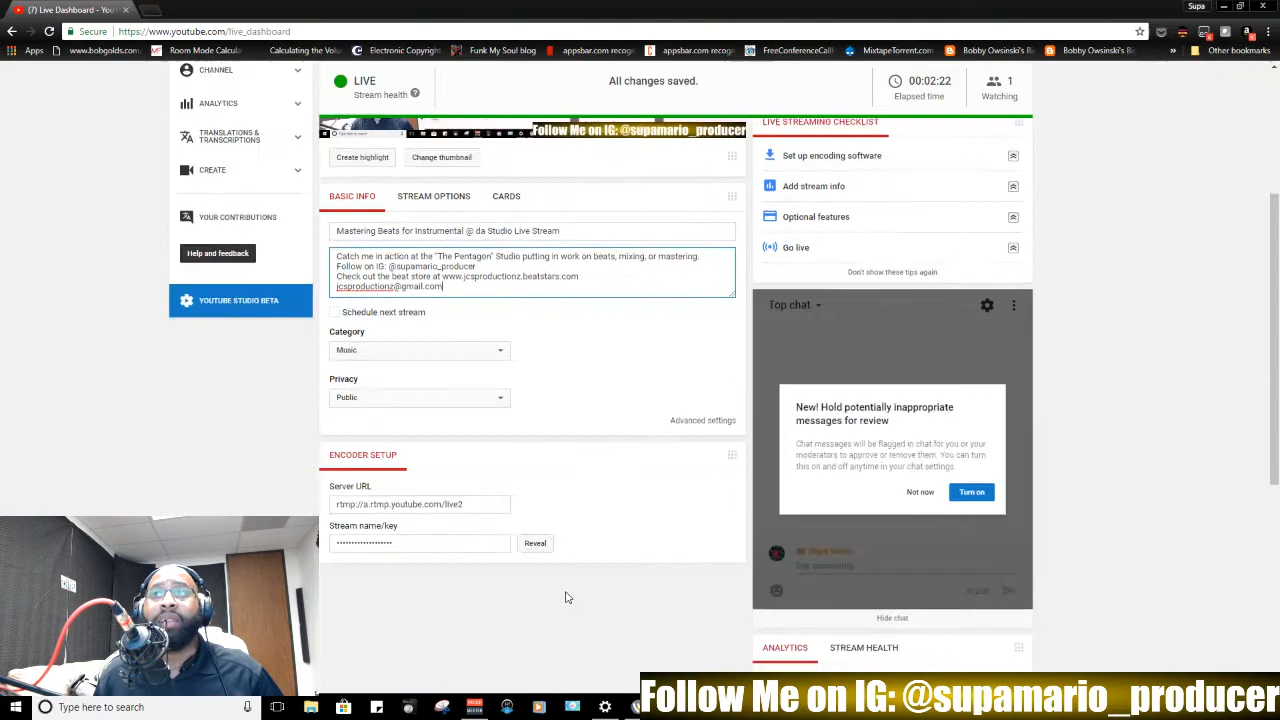 (7) Live Dashboard - You
Supa
Secure
https://www.youtube.com/live_dashboard
Apps
www.bobgolds.com
Room Mode Calcula
Calculating the Volum
Electronic Copyright
Funk My Soul blog
appsbar.com recogn
appsbar.com recogn
FreeConferenceCalli
MixtapeTorrent.com
Bobby Owsinski's B
Bobby Owsinski's B
»
Other bookmarks
CHANNEL
ANALYTICS
TRANSLATIONS &
TRANSCRIPTIONS
CREATE
YOUR CONTRIBUTIONS
Help and feedback
YOUTUBE STUDIO BETA
LIVE
Stream health
All changes saved.
00:02:22
Elapsed time
1
Watching
Follow Me on IG: @supamario_producer
Create highlight
Change thumbnail
BASIC INFO
STREAM OPTIONS
CARDS
Mastering Beats for Instrumental @ da Studio Live Stream
Catch me in action at the "The Pentagon" Studio putting in work on beats, mixing, or mastering.
Follow on IG: @supamario_producer
Check out the beat store at www.jcsproductionz.beatstars.com
jcsproductionz@gmail.com
Schedule next stream
Category
Music
Privacy
Public
Advanced settings
ENCODER SETUP
Server URL
rtmp://a.rtmp.youtube.com/live2
Stream name/key
Reveal
LIVE STREAMING CHECKLIST
Set up encoding software
Add stream info
Optional features
Go live
Don't show these tips again
Top chat
New! Hold potentially inappropriate
messages for review
Chat messages will be flagged in chat for you or your
moderators to approve or remove them. You can turn
this on and off anytime in your chat settings.
Not now
Turn on
Say something...
Hide chat
ANALYTICS
STREAM HEALTH
Type here to search
Follow Me on IG: @supamario_producer